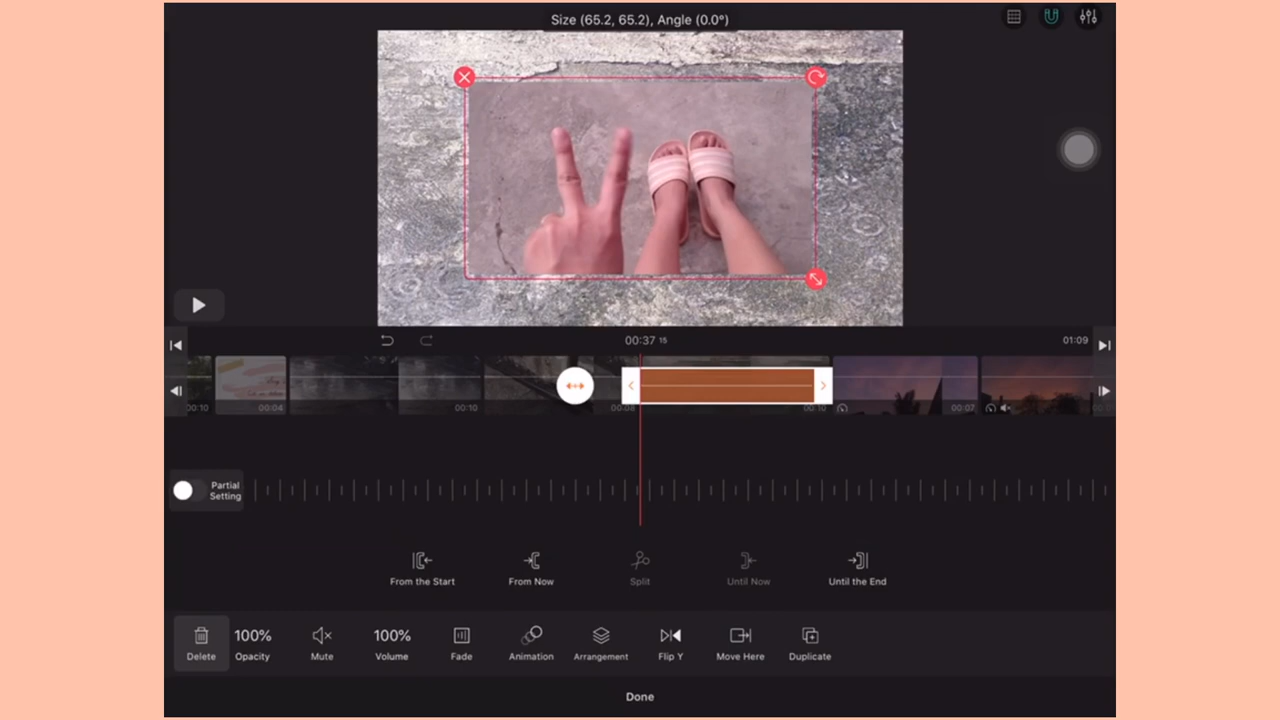 Size (65.2, 65.2), Angle (0.0°)
00:37 15
01:09
00:10
00:04
00:10
00:08
00:10
00:07
Partial
Setting
From the Start
From Now
Split
Until Now
Until the End
Delete
100%
Opacity
Mute
100%
Volume
Fade
Animation
Arrangement
Flip Y
Move Here
Duplicate
Done